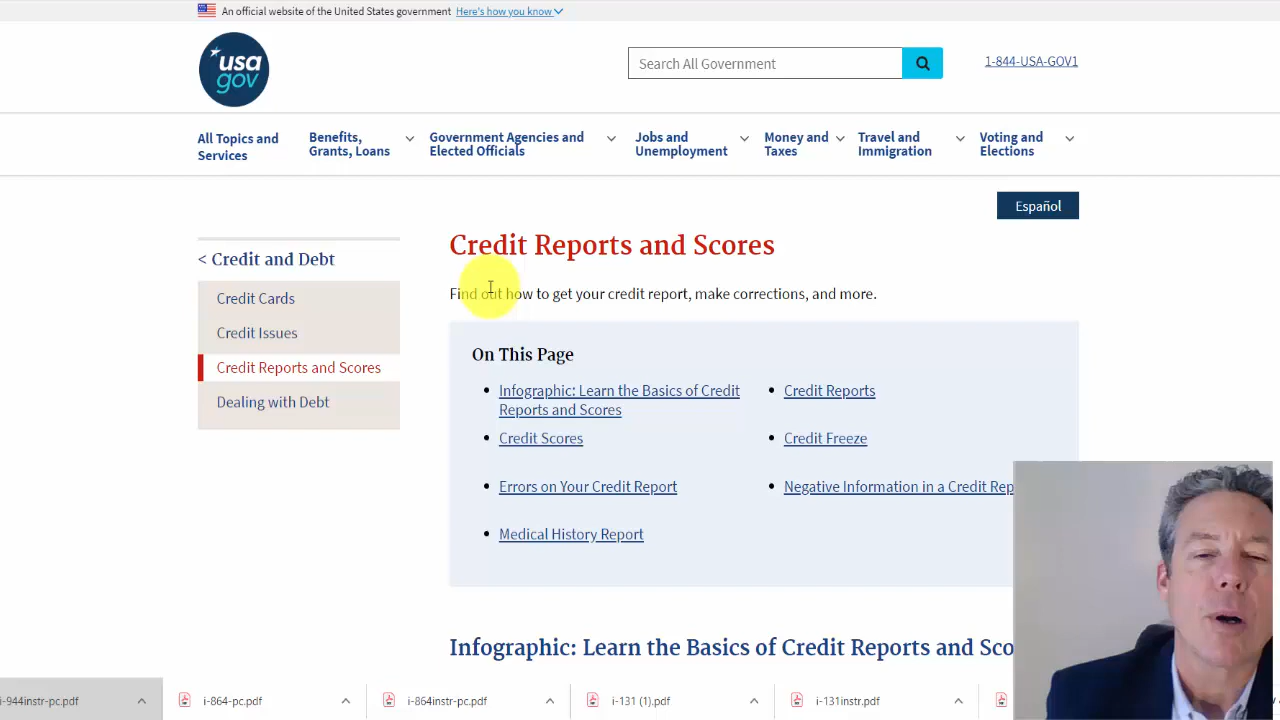 An official website of the United States government Here's how you know
usa
gov
Search All Government
1-844-USA-GOV1
All Topics and
Services
Benefits,
Grants, Loans
Government Agencies and
Elected Officials
Jobs and
Unemployment
Money and
Taxes
Travel and
Immigration
Voting and
Elections
Español
< Credit and Debt
Credit Cards
Credit Issues
Credit Reports and Scores
Dealing with Debt
Credit Reports and Scores
Find out how to get your credit report, make corrections, and more.
On This Page
Infographic: Learn the Basics of Credit
Reports and Scores
Credit Reports
Credit Scores
Credit Freeze
Errors on Your Credit Report
Negative Information in a Credit Rep
Medical History Report
Infographic: Learn the Basics of Credit Reports and Sco
i-944instr-pc.pdf
i-864-pc.pdf
i-864instr-pc.pdf
i-131 (1).pdf
i-131instr.pdf